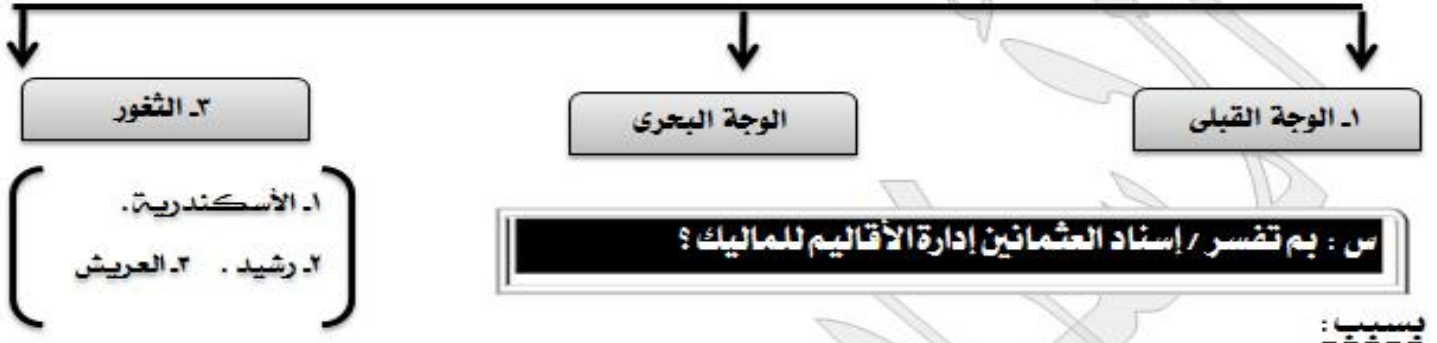 ١ـ الوجة القبلى
الوجة البحرى
٣ـ الثغور
١ـ الأسكندرية.
٢ـ رشيد . ٣ـ العريش
س : بم تفسر / إسناد العثمانين إدارة الأقاليم للماليك ؟
بسبب :